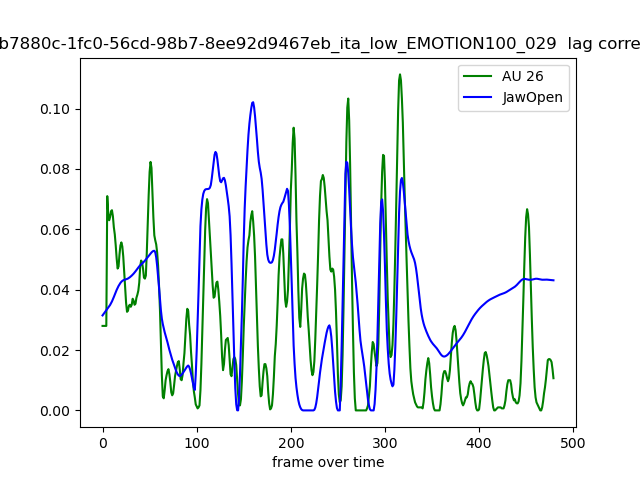 b7880c-1fc0-56cd-98b7-8ee92d9467eb_ita_low_EMOTION100_029  lag corre
AU 26
JawOpen
0.10
0.08
0.06
0.04
0.02
0.00
0 100 200 300 400 500
frame over time